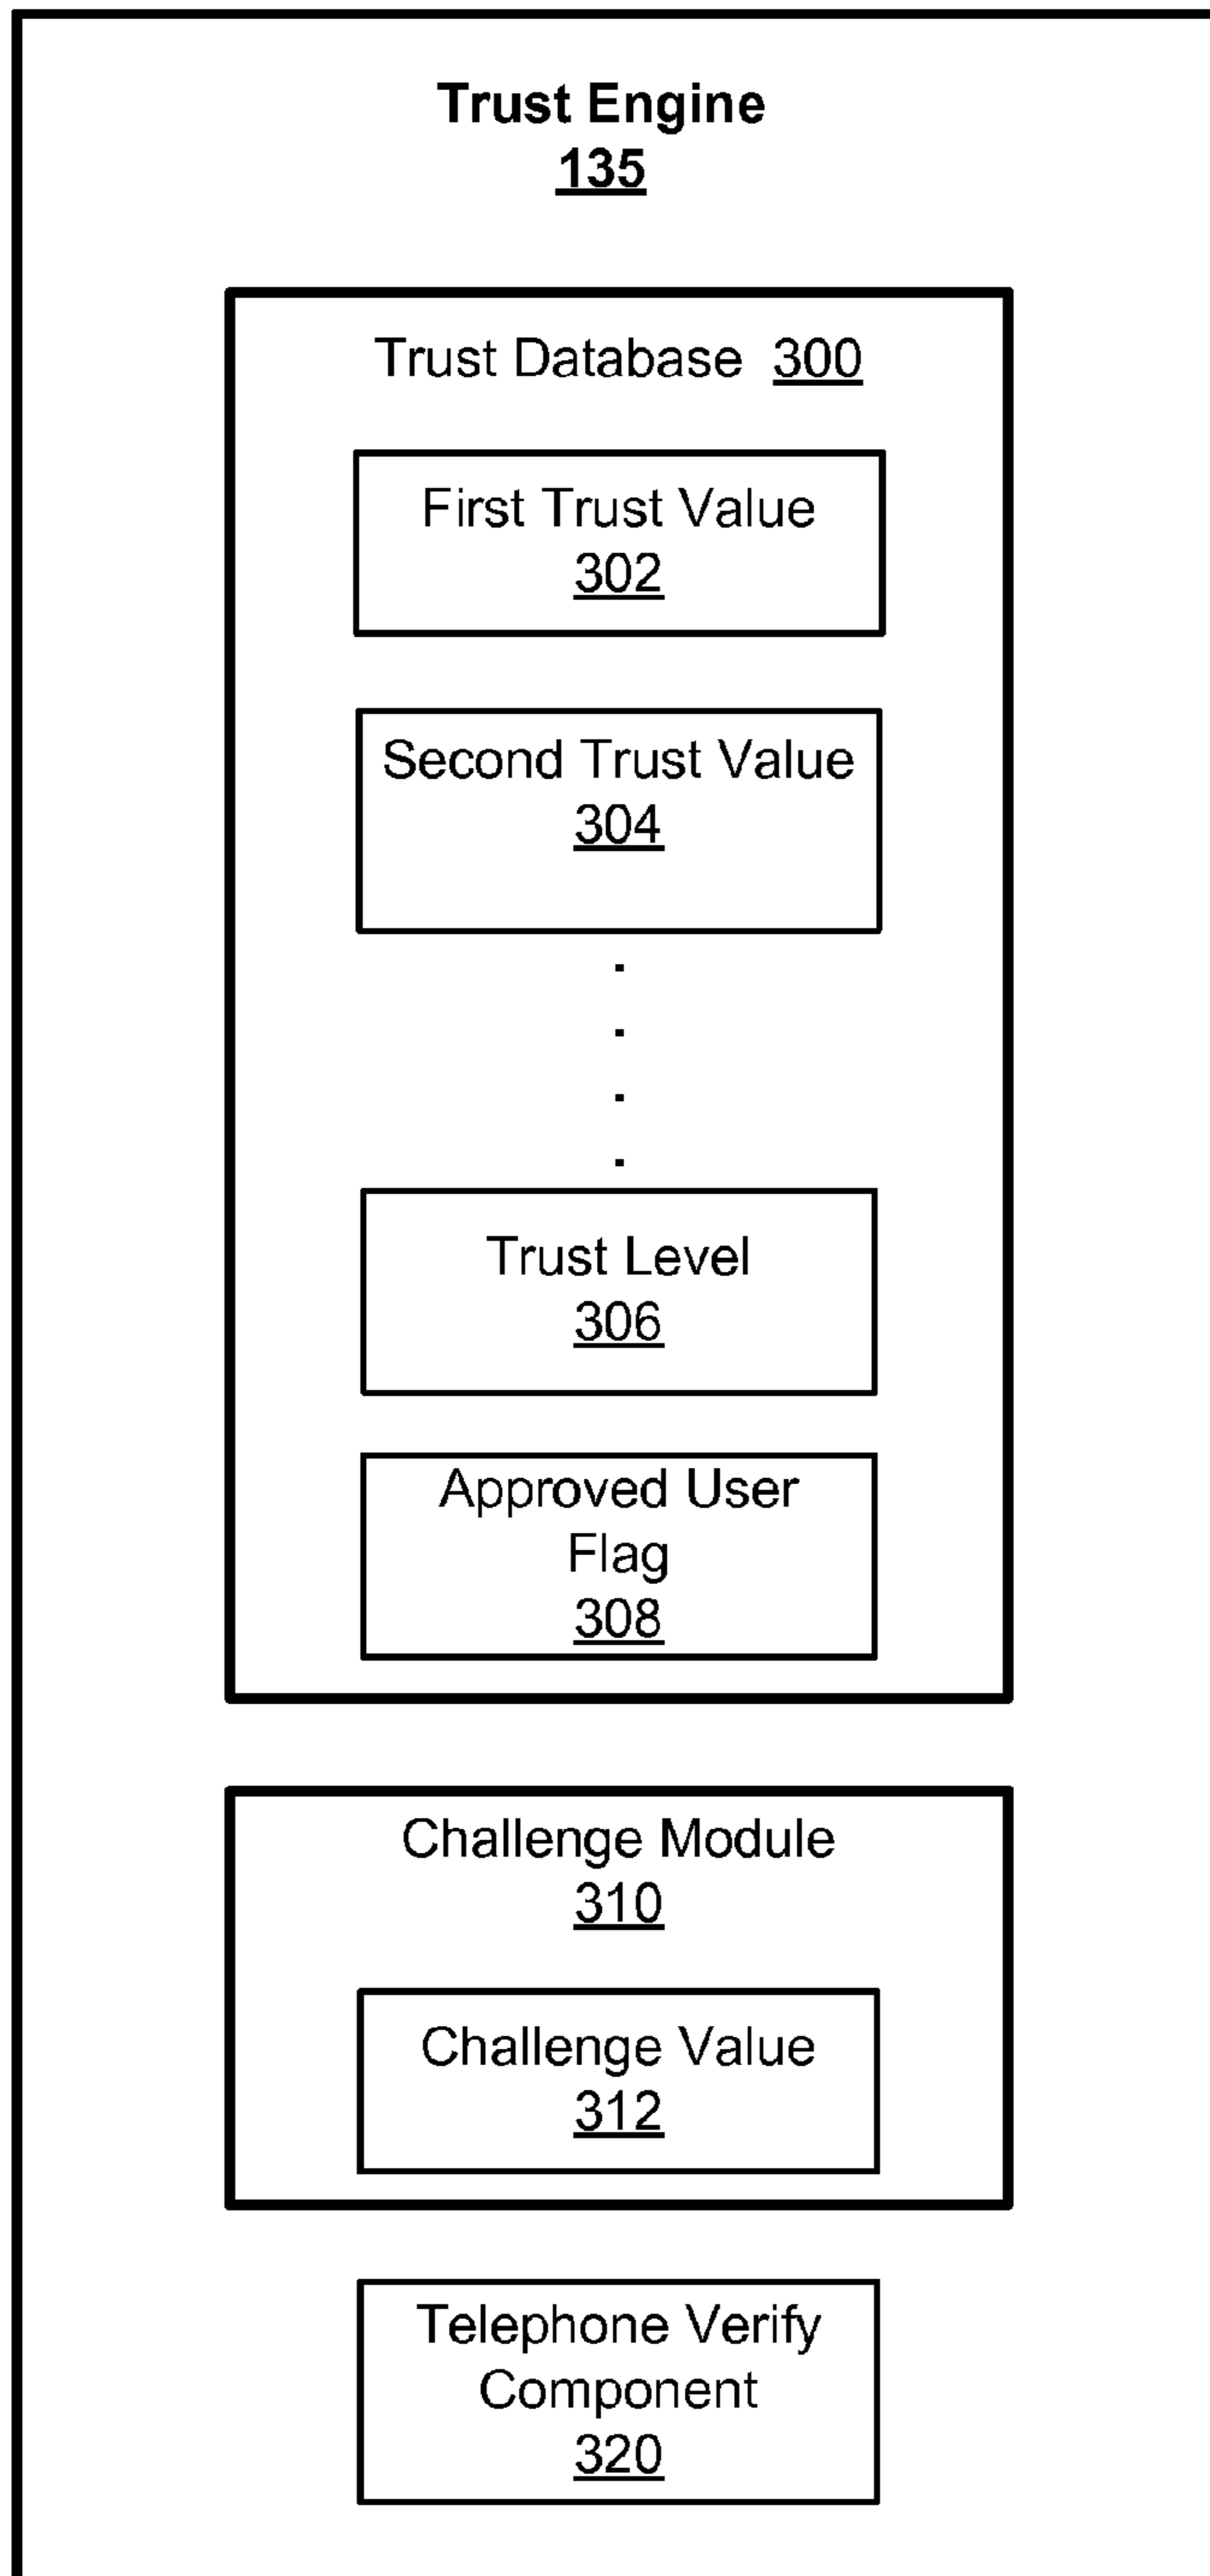 Trust Engine
135
Trust Database 300
First Trust Value
302
Second Trust Value
304
Trust Level
306
Approved User
Flag
308
Challenge Module
310
Challenge Value
312
Telephone Verify
Component
320